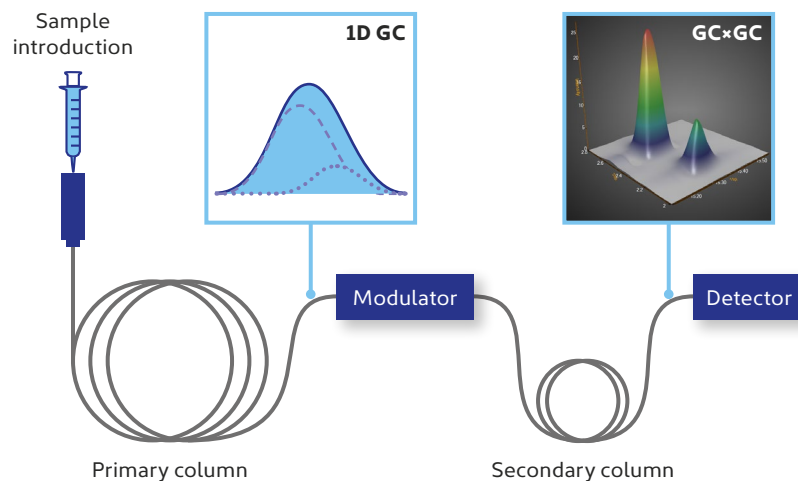 Sample
introduction
1D GC
GC×GC
Modulator
Detector
Primary column
Secondary column